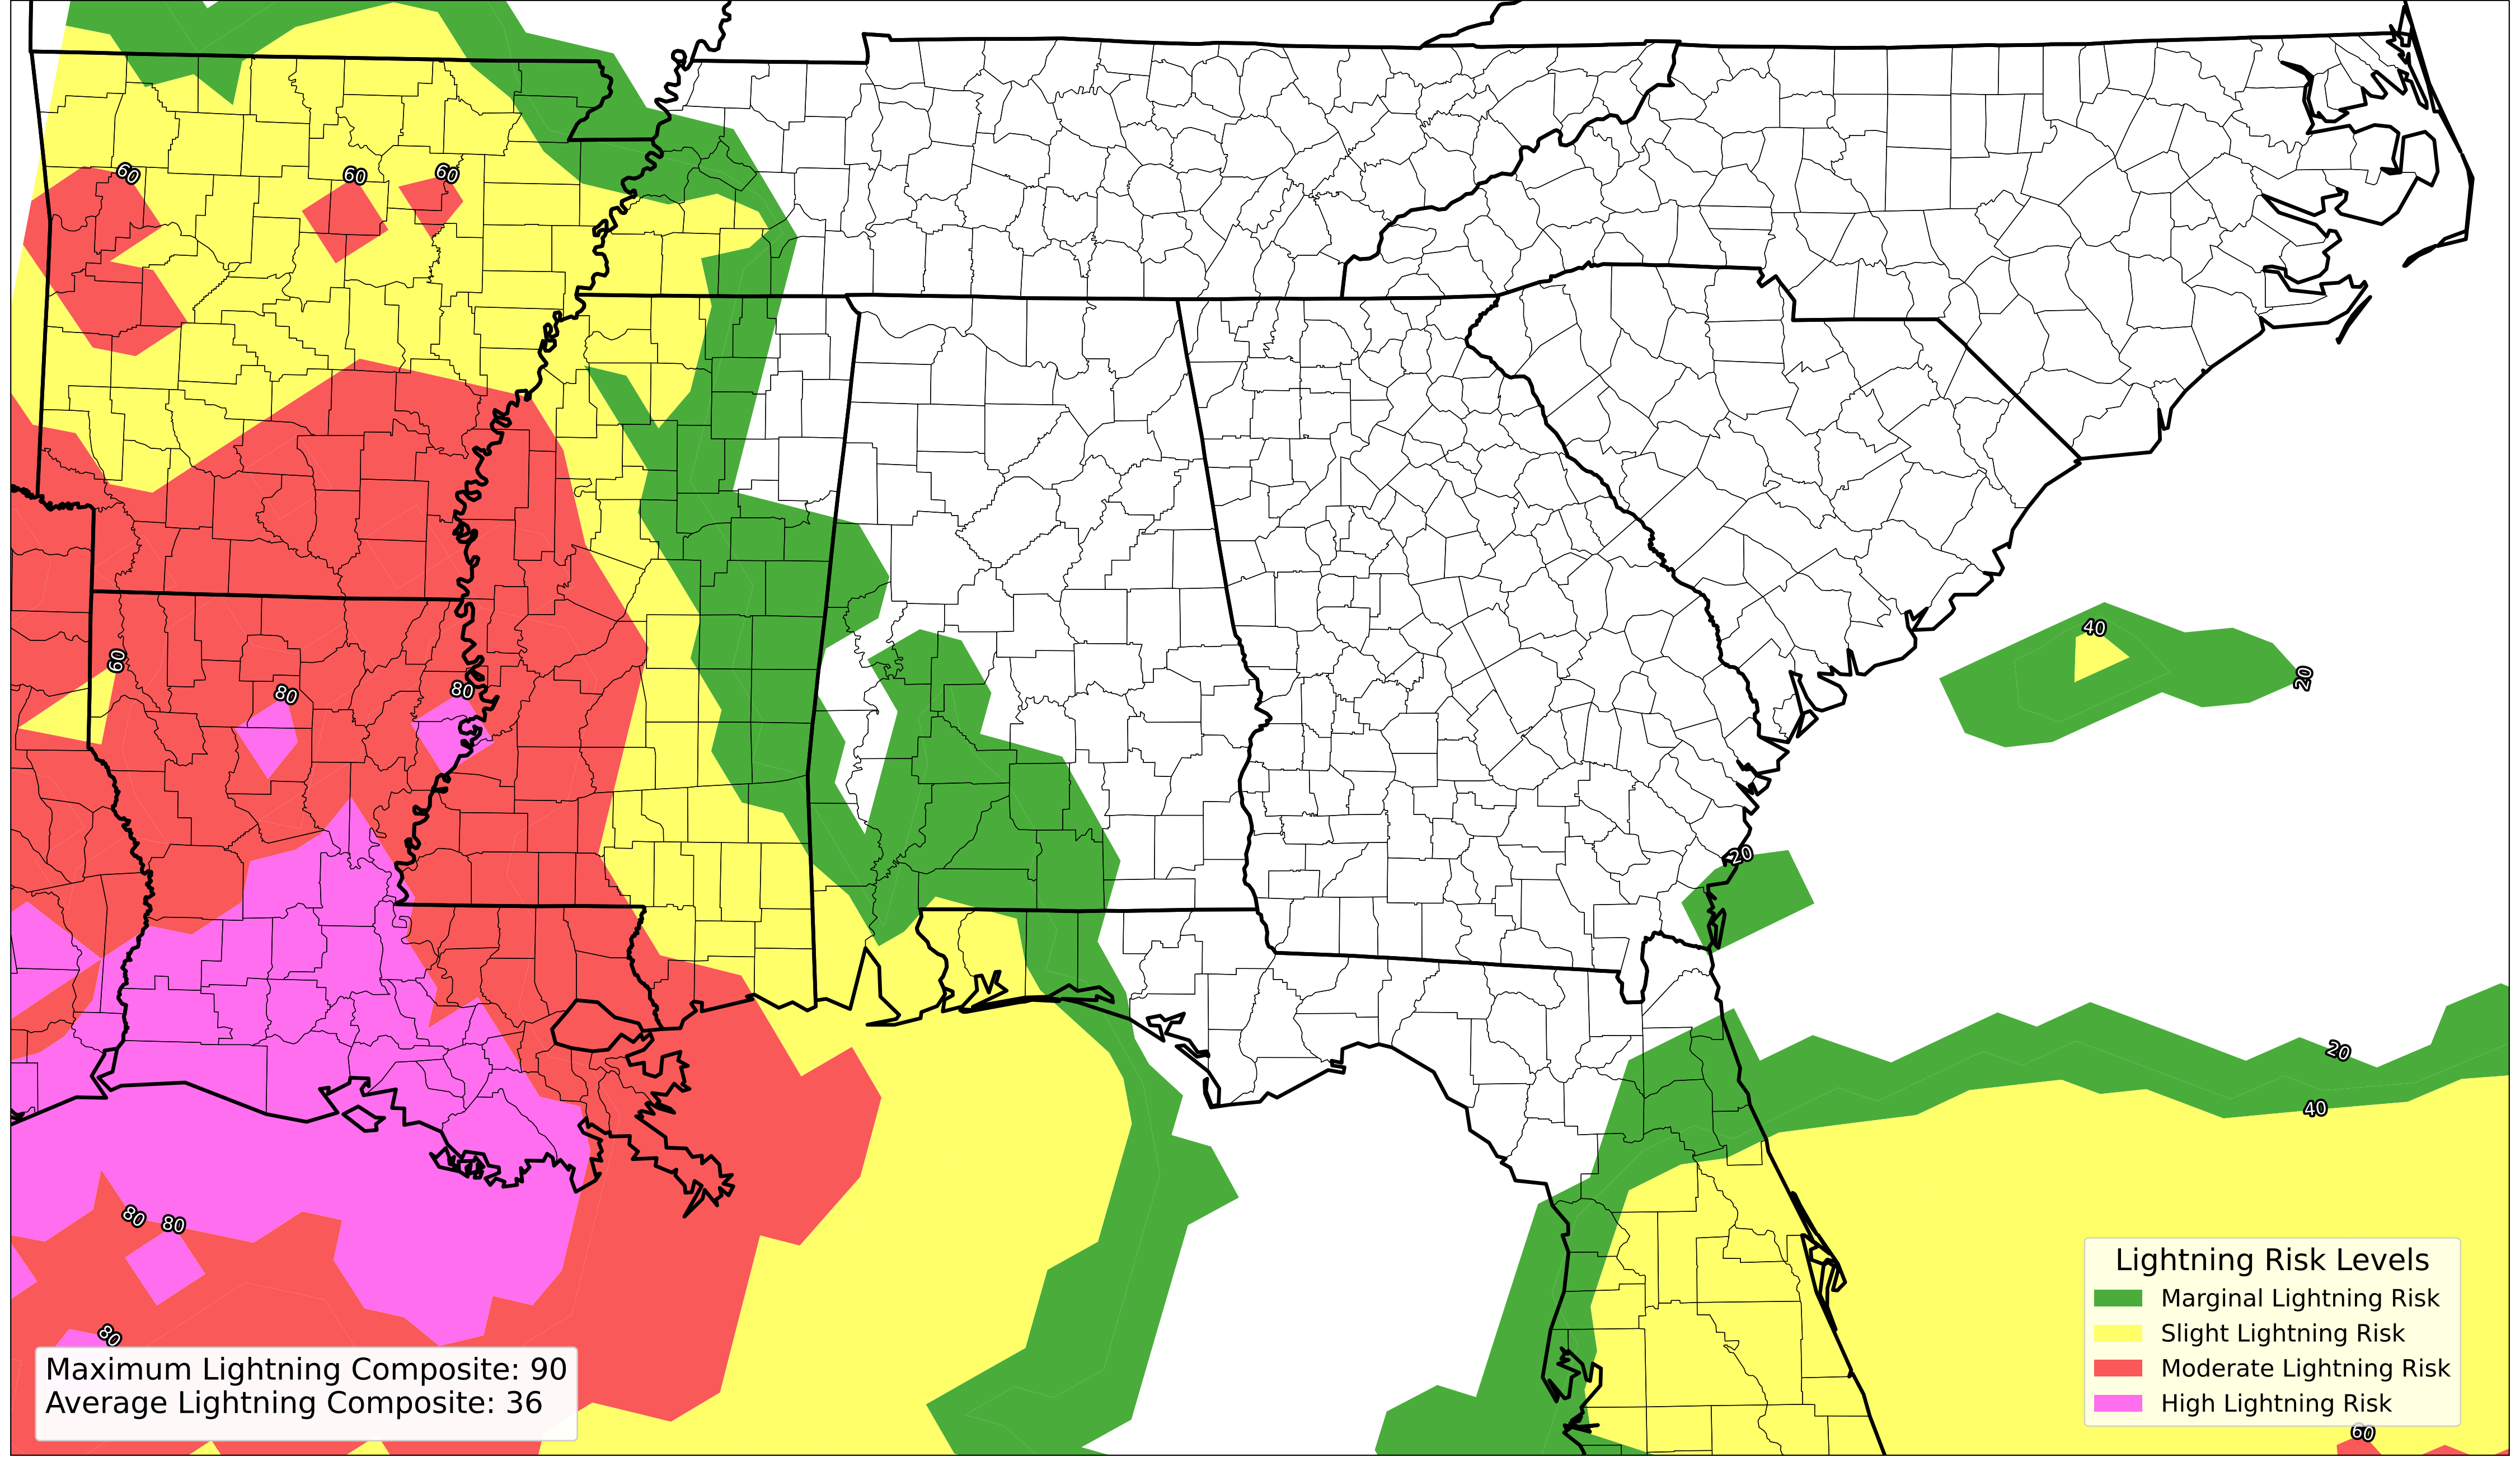 60
60
60
60
80
80
40
20
20
20
40
80
80
80
60
Lightning Risk Levels
Marginal Lightning Risk
Slight Lightning Risk
Moderate Lightning Risk
High Lightning Risk
Maximum Lightning Composite: 90
Average Lightning Composite: 36